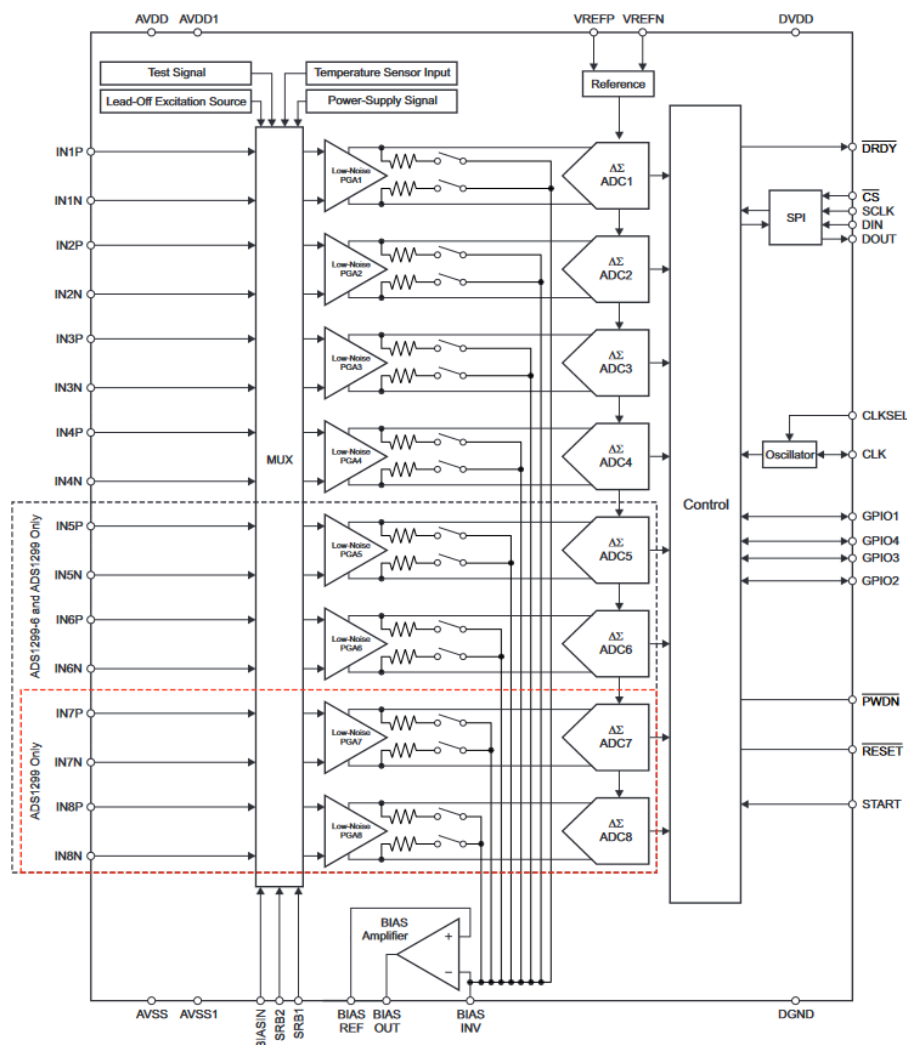 AVDD AVDD1
VREFP VREFN
DVDD
Test Signal
Temperature Sensor Input
Lead-Off Excitation Source
Power-Supply Signal
Reference
MUX
Control
IN1P
IN1N
Low-Noise
PGA1
ΔΣ
ADC1
IN2P
IN2N
Low-Noise
PGA2
ΔΣ
ADC2
IN3P
IN3N
Low-Noise
PGA3
ΔΣ
ADC3
IN4P
IN4N
Low-Noise
PGA4
ΔΣ
ADC4
ADS1299-6 and ADS1299 Only
IN5P
IN5N
Low-Noise
PGA5
ΔΣ
ADC5
IN6P
IN6N
Low-Noise
PGA6
ΔΣ
ADC6
ADS1299 Only
IN7P
IN7N
Low-Noise
PGA7
ΔΣ
ADC7
IN8P
IN8N
Low-Noise
PGA8
ΔΣ
ADC8
DRDY
SPI
CS
SCLK
DIN
DOUT
CLKSEL
Oscillator
CLK
GPIO1
GPIO4
GPIO3
GPIO2
PWDN
RESET
START
BIAS
Amplifier
+
−
AVSS AVSS1
BIASIN
SRB2
SRB1
BIAS
REF
BIAS
OUT
BIAS
INV
DGND